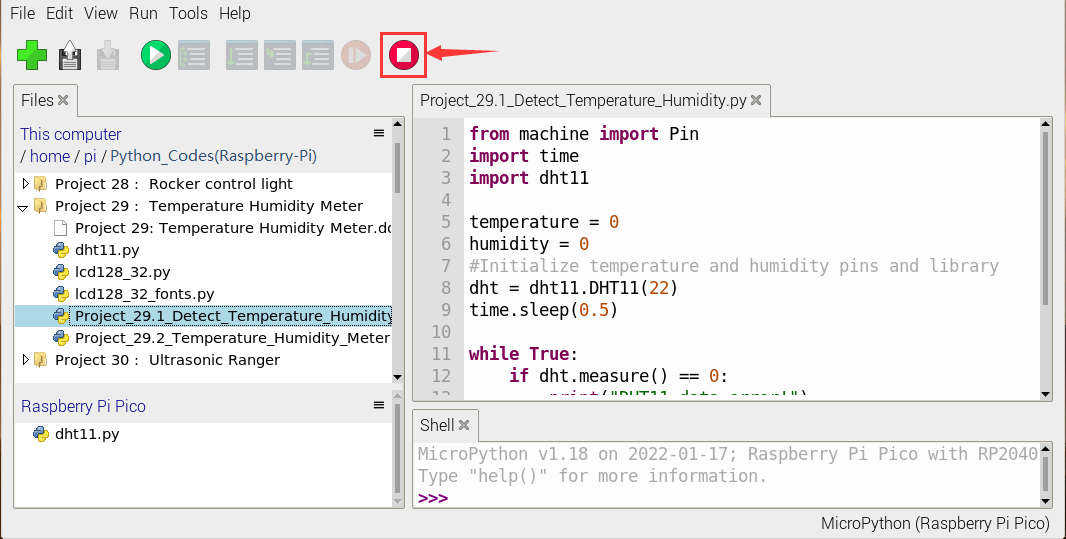 File Edit View Run Tools Help
Files
This computer
/ home / pi / Python_Codes(Raspberry-Pi)
Project 28 : Rocker control light
Project 29 : Temperature Humidity Meter
Project 29: Temperature Humidity Meter.do
dht11.py
lcd128_32.py
lcd128_32_fonts.py
Project_29.1_Detect_Temperature_Humidity
Project_29.2_Temperature_Humidity_Meter
Project 30 : Ultrasonic Ranger
Raspberry Pi Pico
dht11.py
Project_29.1_Detect_Temperature_Humidity.py
1 from machine import Pin
2 import time
3 import dht11
4
5 temperature = 0
6 humidity = 0
7 #Initialize temperature and humidity pins and library
8 dht = dht11.DHT11(22)
9 time.sleep(0.5)
10
11 while True:
12 if dht.measure() == 0:
13 print("DHT11 data error!")
Shell
MicroPython v1.18 on 2022-01-17; Raspberry Pi Pico with RP2040
Type "help()" for more information.
>>>
MicroPython (Raspberry Pi Pico)